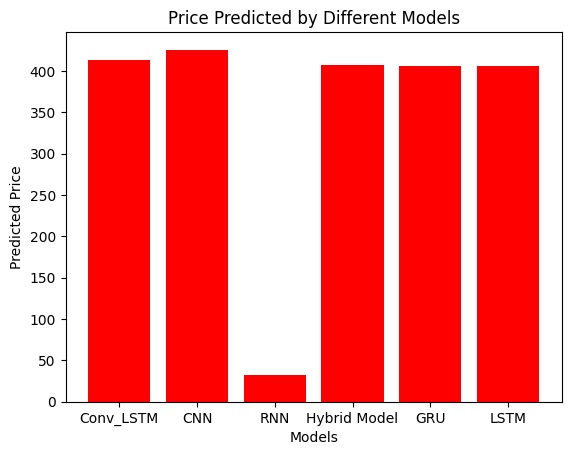 Price Predicted by Different Models
Predicted Price
400
350
300
250
200
150
100
50
0
Conv_LSTM CNN RNN Hybrid Model GRU LSTM
Models